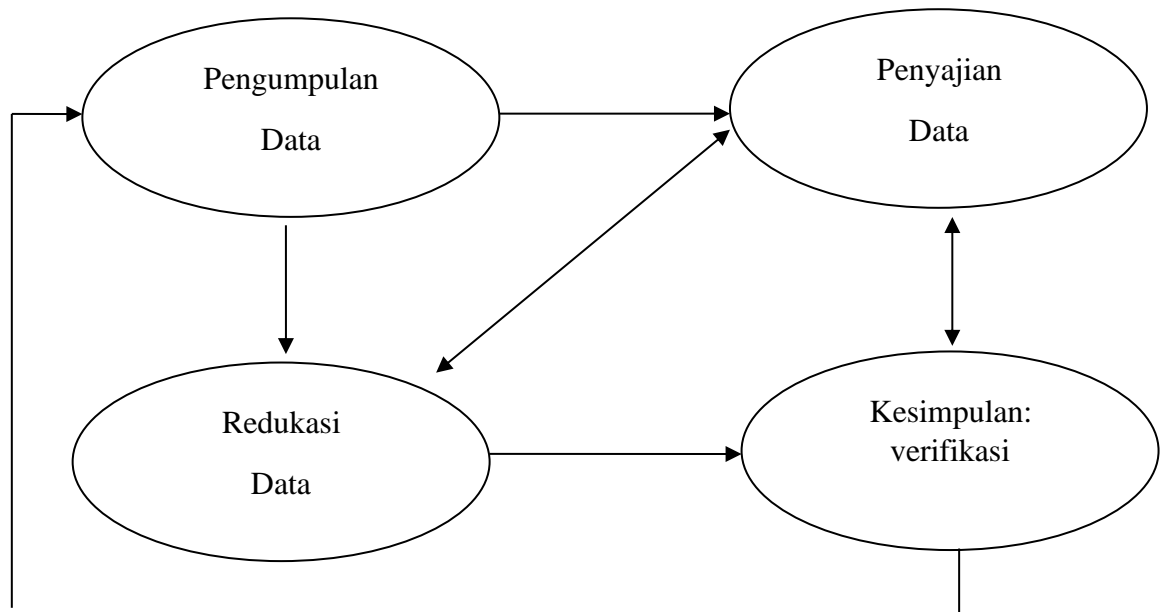 Pengumpulan
Data
Penyajian
Data
Redukasi
Data
Kesimpulan:
verifikasi